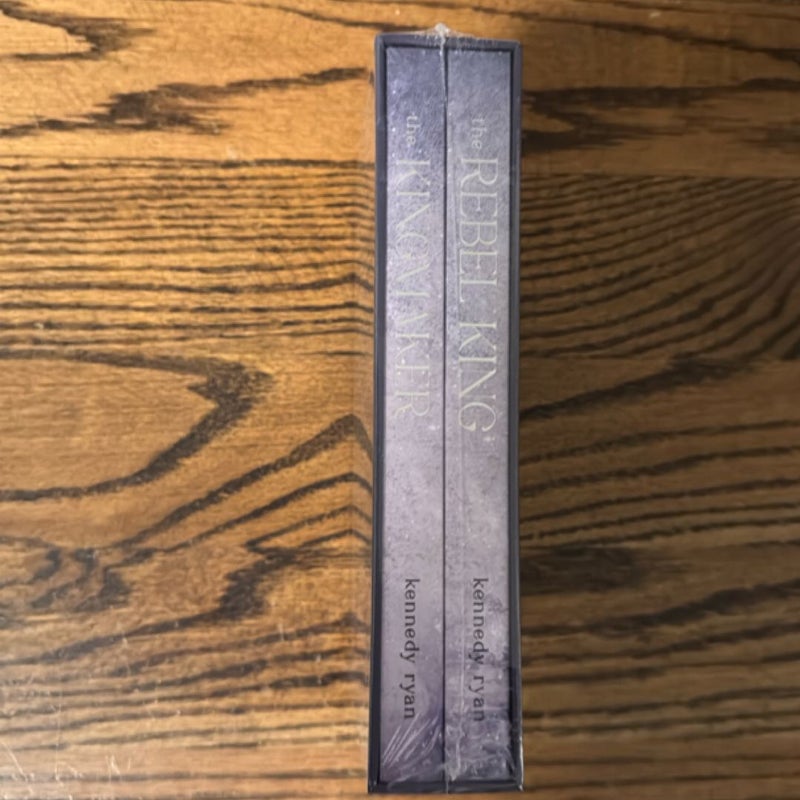 the KINGMAKER
kennedy ryan
the REBEL KING
kennedy ryan